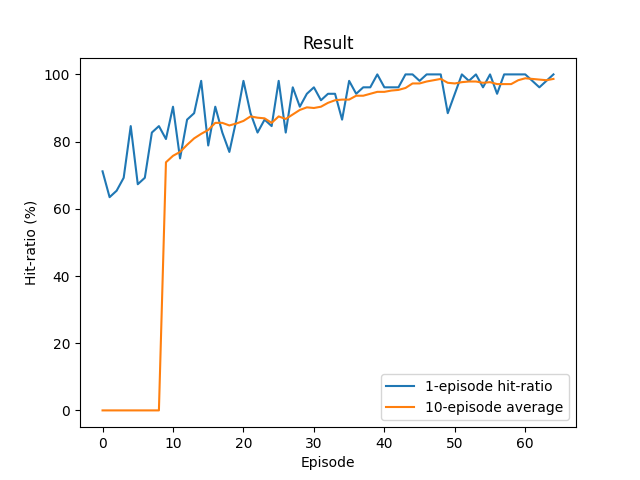 Result
Hit-ratio (%)
100
80
60
40
20
0
0 10 20 30 40 50 60
Episode
1-episode hit-ratio
10-episode average